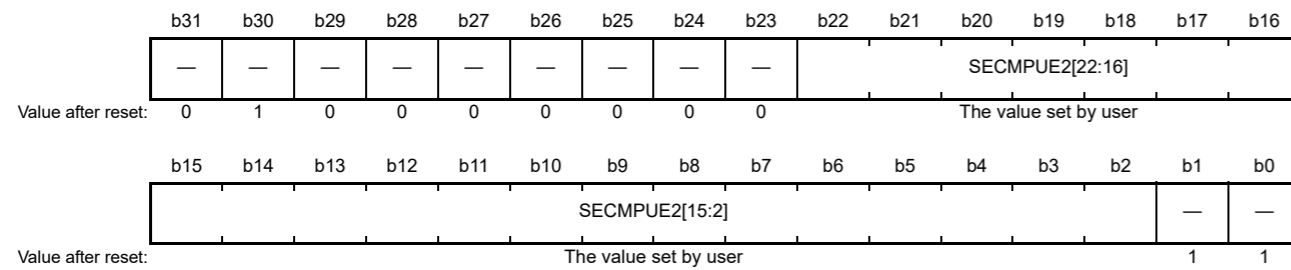 b31 b30 b29 b28 b27 b26 b25 b24 b23 b22 b21 b20 b19 b18 b17 b16
— — — — — — — — — SECMPUE2[22:16]
Value after reset: 0 1 0 0 0 0 0 0 0 The value set by user
b15 b14 b13 b12 b11 b10 b9 b8 b7 b6 b5 b4 b3 b2 b1 b0
SECMPUE2[15:2] — —
Value after reset: The value set by user 1 1